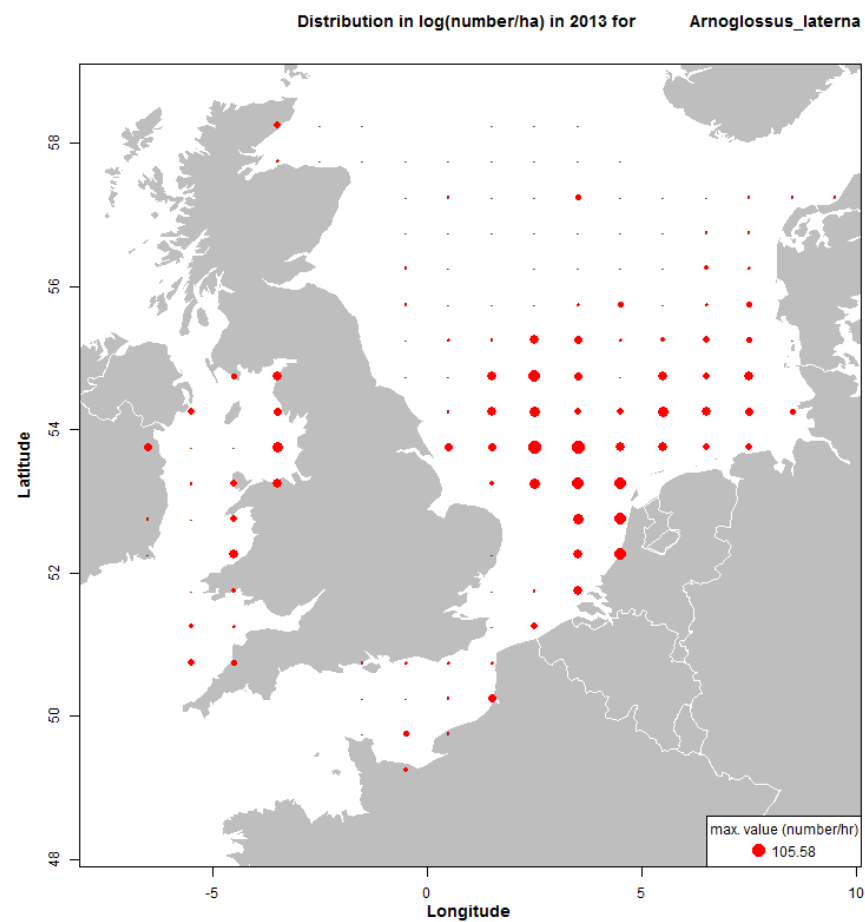 Distribution in log(number/ha) in 2013 for Arnoglossus_laterna
58
56
54
52
50
48
Latitude
-5
0
5
10
Longitude
max. value (number/hr)
105.58